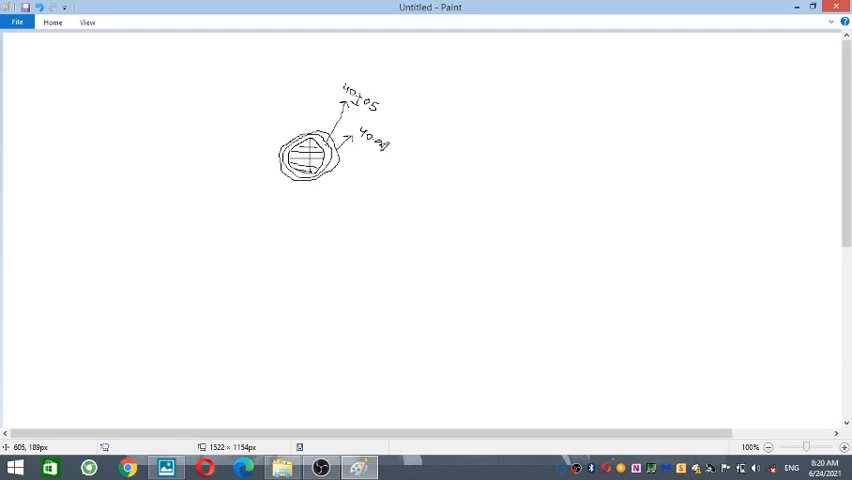 Untitled - Paint
File Home View
605, 189px
1522 × 1154px
100%
ENG
8:20 AM
6/24/2021